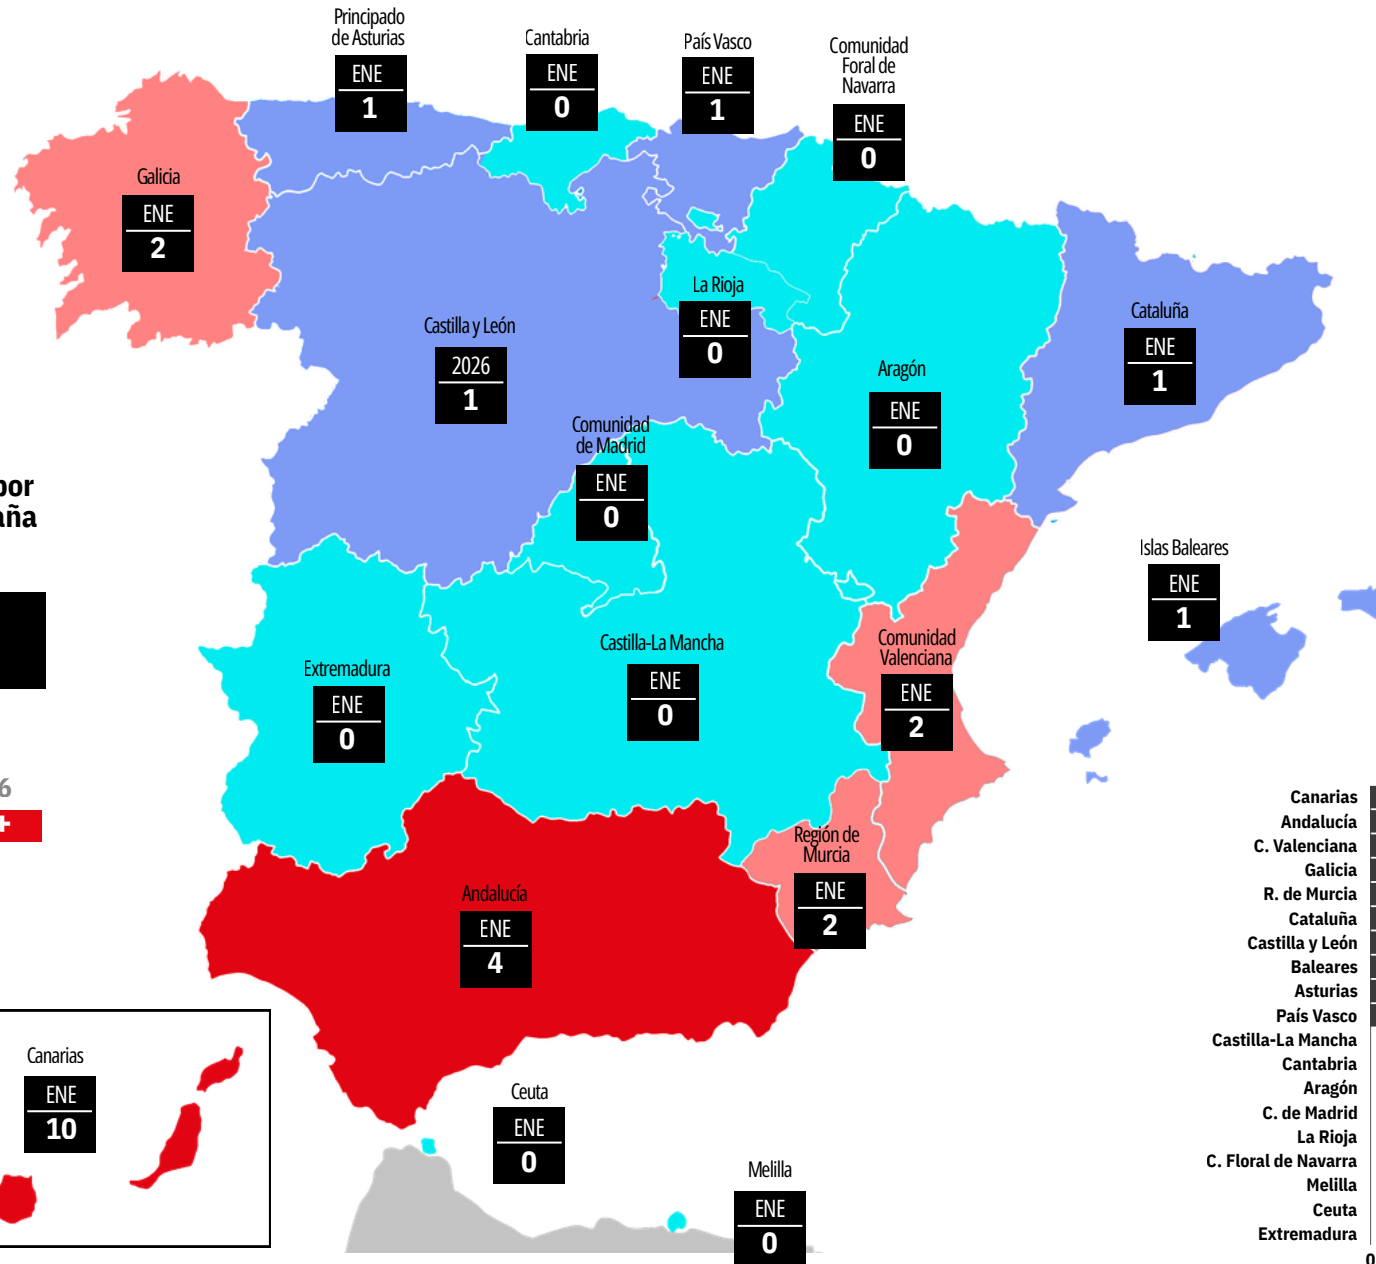 Principado
de Asturias
ENE
1
Cantabria
ENE
0
País Vasco
ENE
1
Comunidad
Foral de
Navarra
ENE
0
Galicia
ENE
2
La Rioja
ENE
0
Castilla y León
2026
1
Cataluña
ENE
1
Aragón
ENE
0
Comunidad
de Madrid
ENE
0
por
aña
Islas Baleares
ENE
1
Castilla-La Mancha
ENE
0
Comunidad
Valenciana
ENE
2
Extremadura
ENE
0
6
+
Región de
Murcia
ENE
2
Andalucía
ENE
4
Canarias
ENE
10
Ceuta
ENE
0
Melilla
ENE
0
Canarias
Andalucía
C. Valenciana
Galicia
R. de Murcia
Cataluña
Castilla y León
Baleares
Asturias
País Vasco
Castilla-La Mancha
Cantabria
Aragón
C. de Madrid
La Rioja
C. Floral de Navarra
Melilla
Ceuta
Extremadura
0